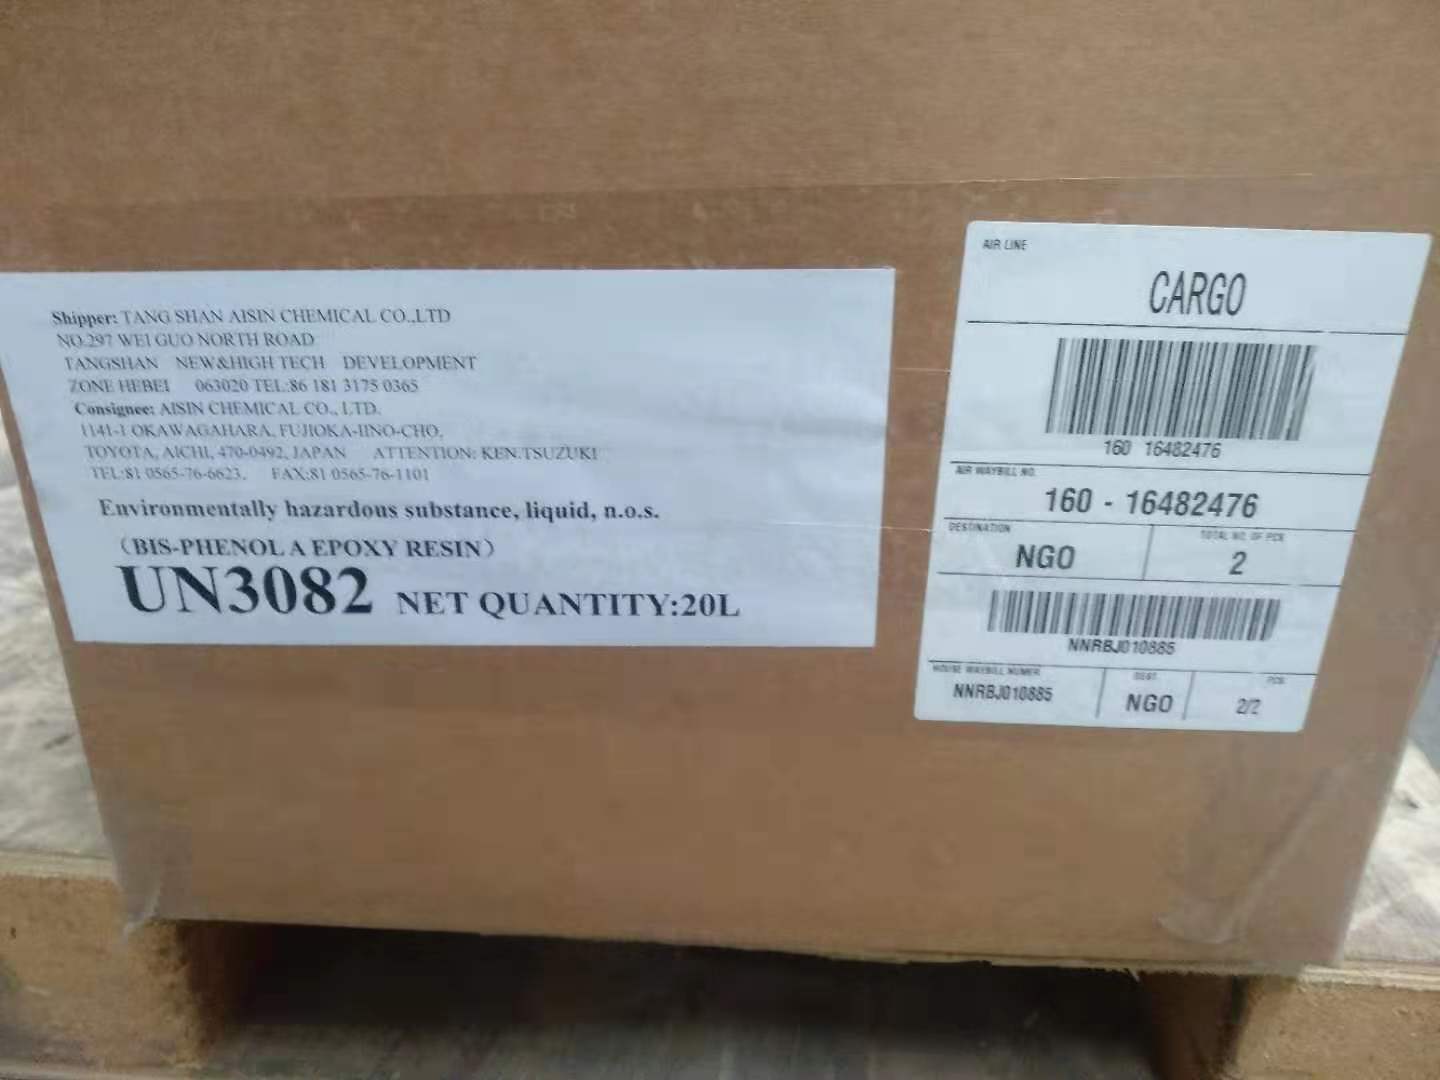 Shipper: TANG SHAN AISIN CHEMICAL CO.,LTD
NO.297 WEI GUO NORTH ROAD
TANGSHAN NEW&HIGH TECH DEVELOPMENT
ZONE HEBEI 063020 TEL:86 181 3175 0365
Consignee: AISIN CHEMICAL CO., LTD.
1141-1 OKAWAGAHARA, FUJIOKA-IINO-CHO,
TOYOTA, AICHI, 470-0492, JAPAN ATTENTION: KEN.TSUZUKI
TEL:81 0565-76-6623, FAX:81 0565-76-1101
Environmentally hazardous substance, liquid, n.o.s.
（BIS-PHENOL A EPOXY RESIN）
UN3082 NET QUANTITY:20L
AIR LINE
CARGO
160 16482476
AIR WAYBILL NO.
160 - 16482476
DESTINATION TOTAL NO. OF PCS
NGO 2
NNRBJ010885
HOUSE WAYBILL NUMER DEST PCS
NNRBJ010885 NGO 2/2